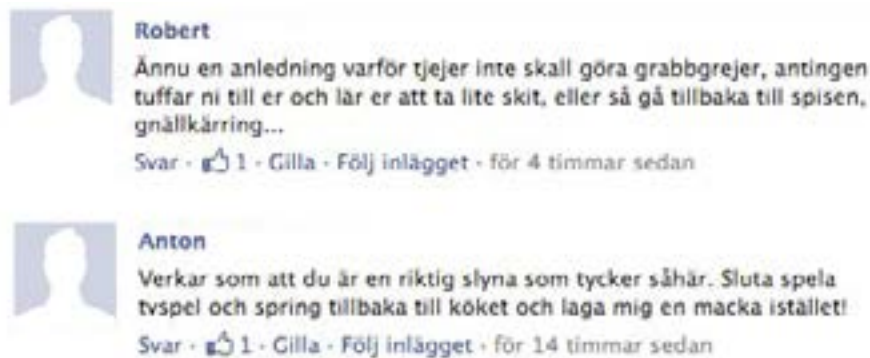 Robert
Ännu en anledning varför tjejer inte skall göra grabbgrejer, antingen
tuffar ni till er och lär er att ta lite skit, eller så gå tillbaka till spisen,
gnällkärring...
Svar · 1 · Gilla · Följ inlägget · för 4 timmar sedan
Anton
Verkar som att du är en riktig slyna som tycker såhär. Sluta spela
tvspel och spring tillbaka till köket och laga mig en macka istället!
Svar · 1 · Gilla · Följ inlägget · för 14 timmar sedan